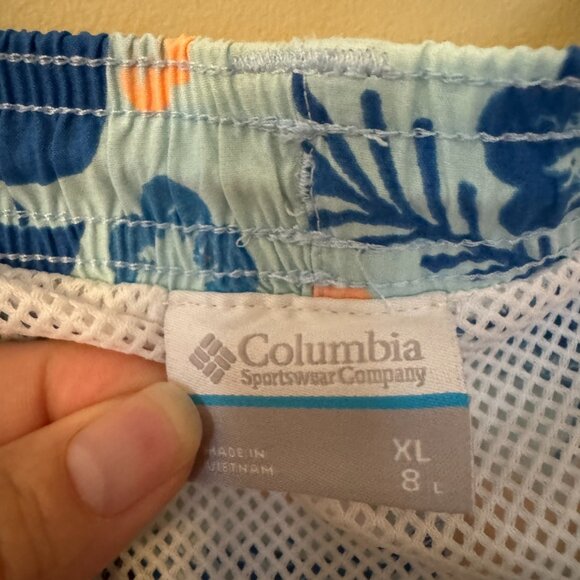 Columbia
Sportswear Company
MADE IN
VIETNAM
XL
8 L